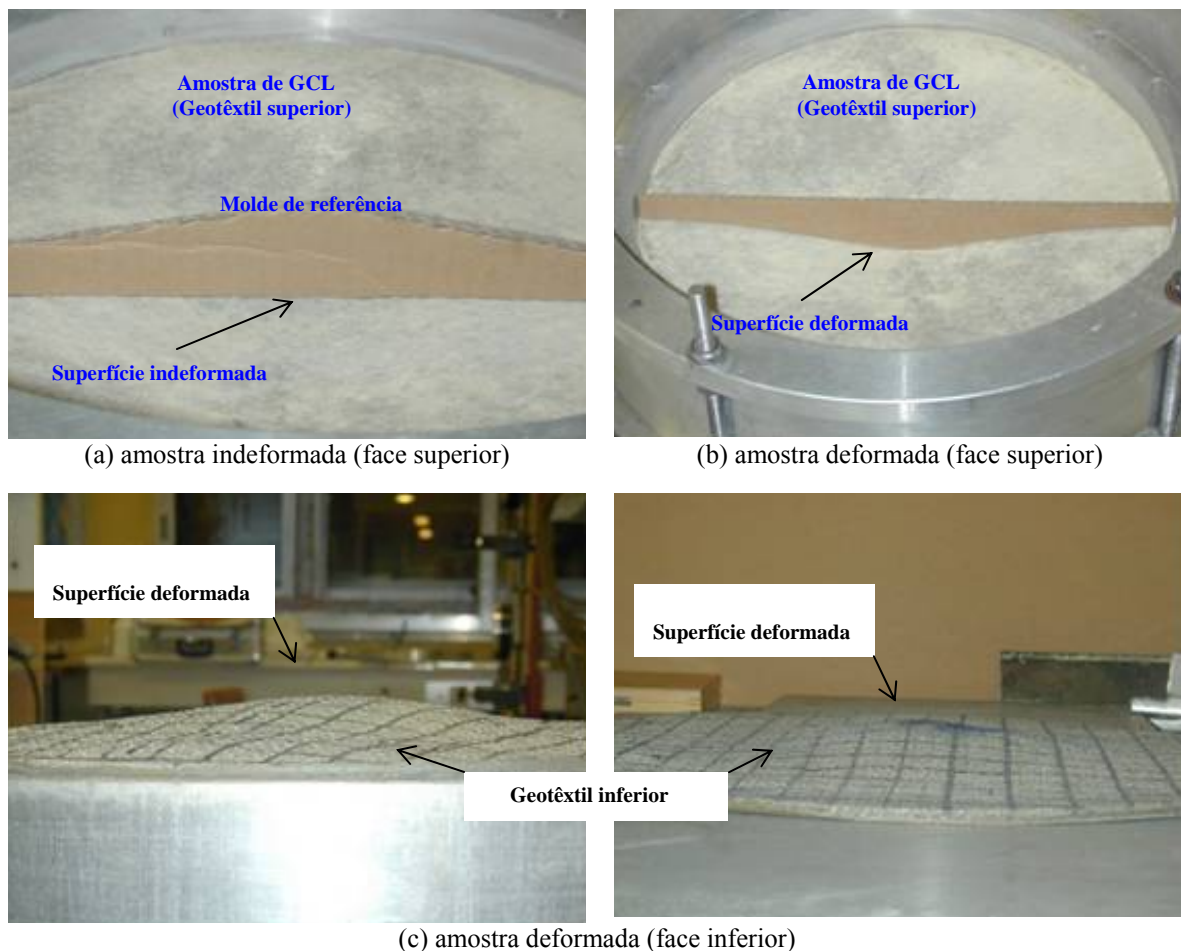 Amostra de GCL
(Geotêxtil superior)
Molde de referência
Superfície indeformada
(a) amostra indeformada (face superior)
Amostra de GCL
(Geotêxtil superior)
Superfície deformada
(b) amostra deformada (face superior)
Superfície deformada
Superfície deformada
Geotêxtil inferior
(c) amostra deformada (face inferior)